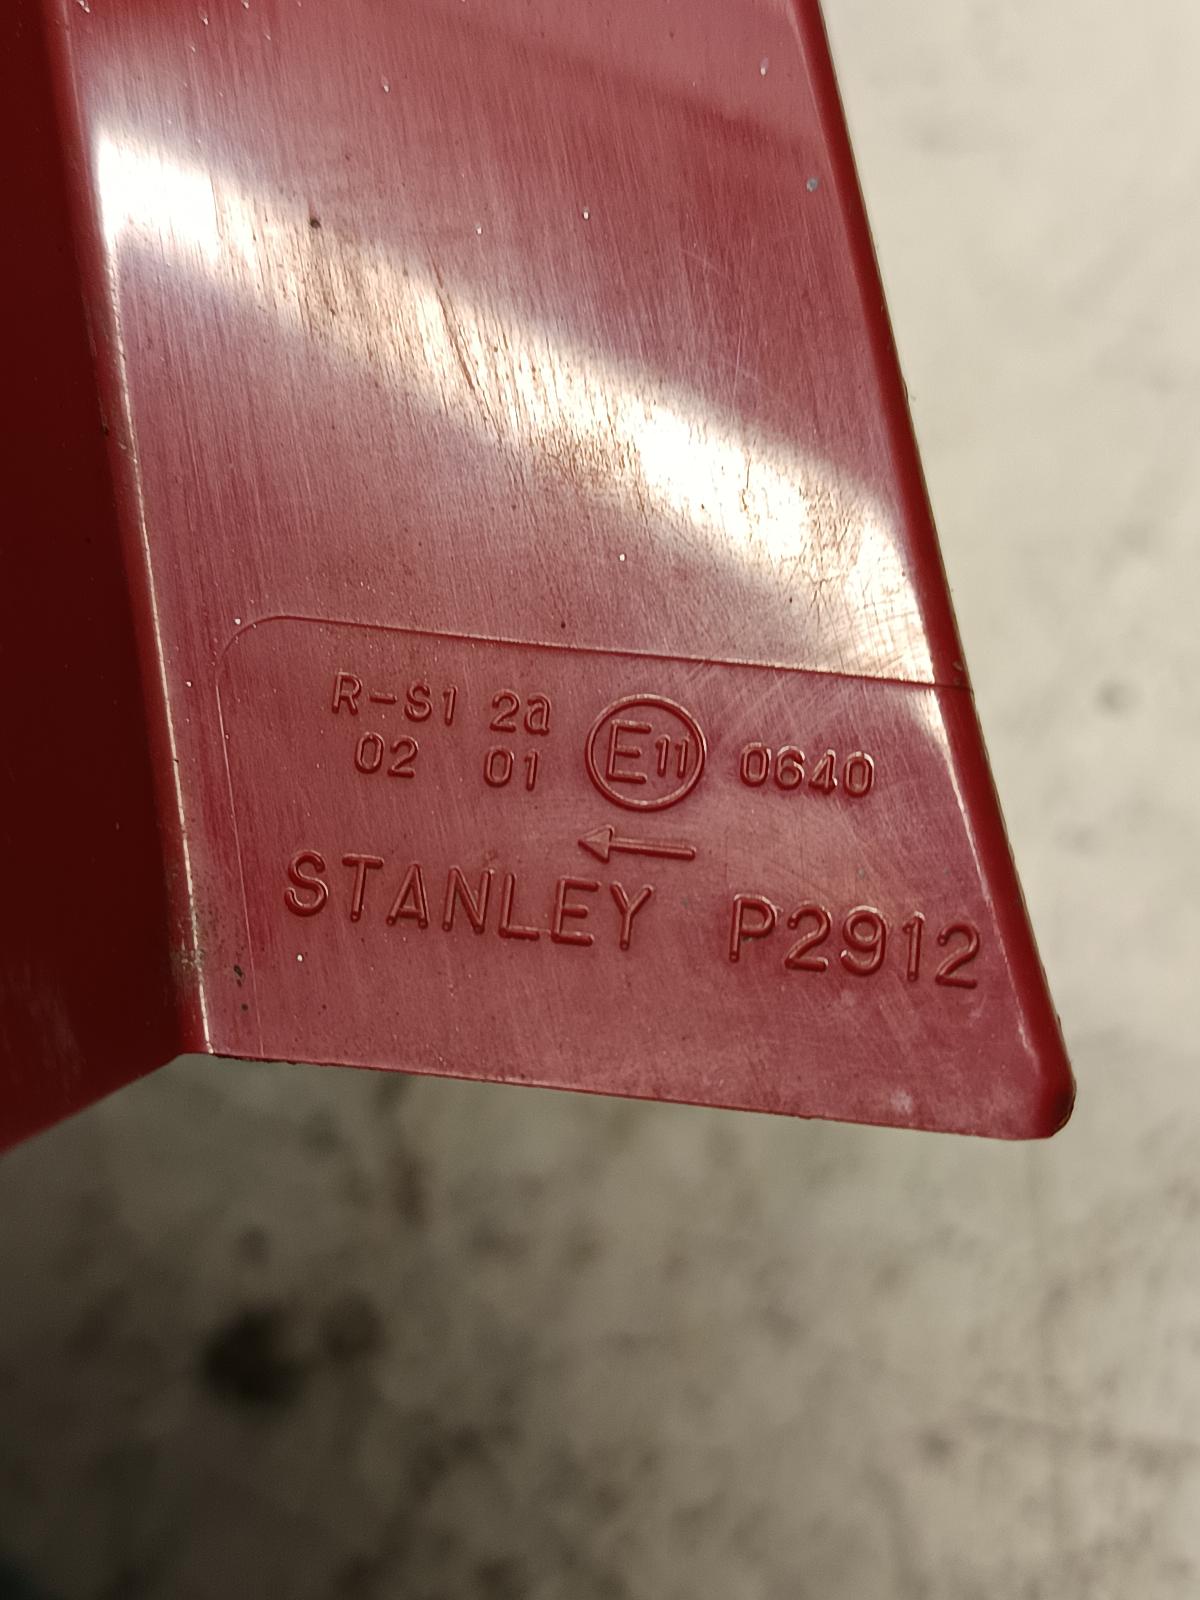 R-S1 2a
02 01 E11 0640
←
STANLEY P2912